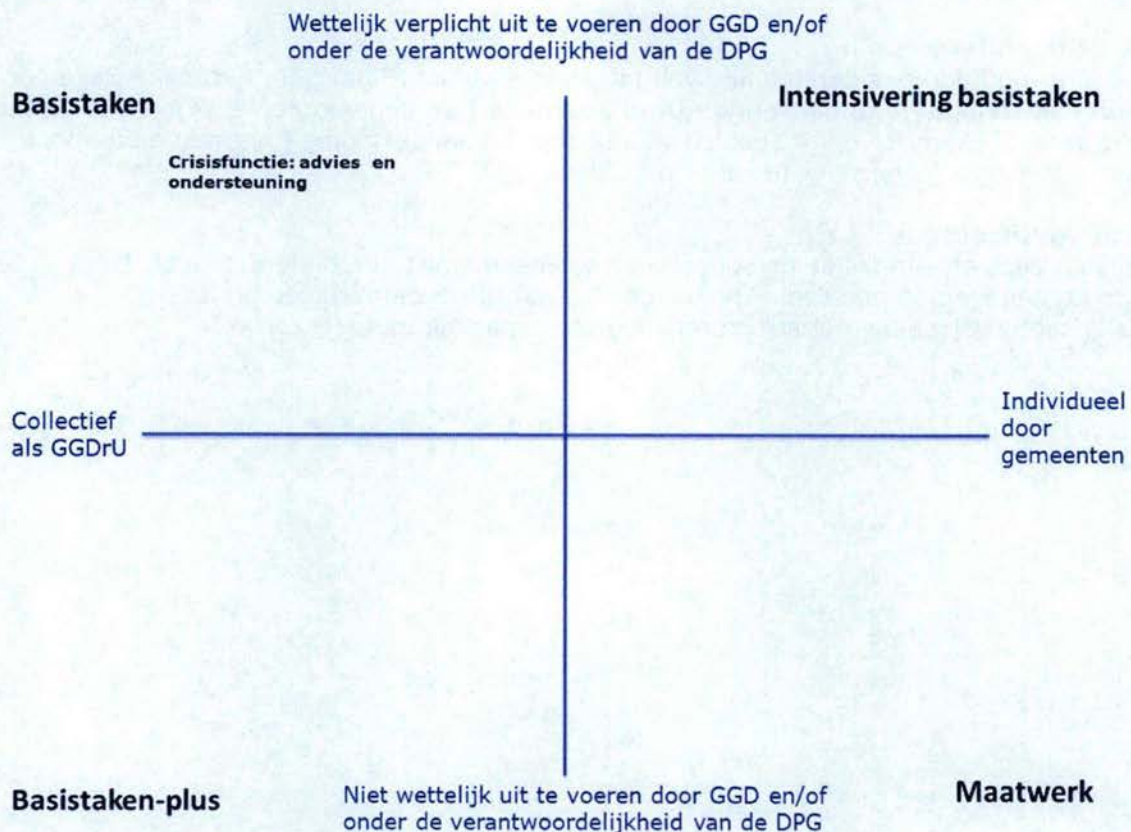 Wettelijk verplicht uit te voeren door GGD en/of
onder de verantwoordelijkheid van de DPG
Basistaken
Intensivering basistaken
Crisisfunctie: advies en
ondersteuning
Collectief
als GGDrU
Individueel
door
gemeenten
Basistaken-plus
Niet wettelijk uit te voeren door GGD en/of
onder de verantwoordelijkheid van de DPG
Maatwerk